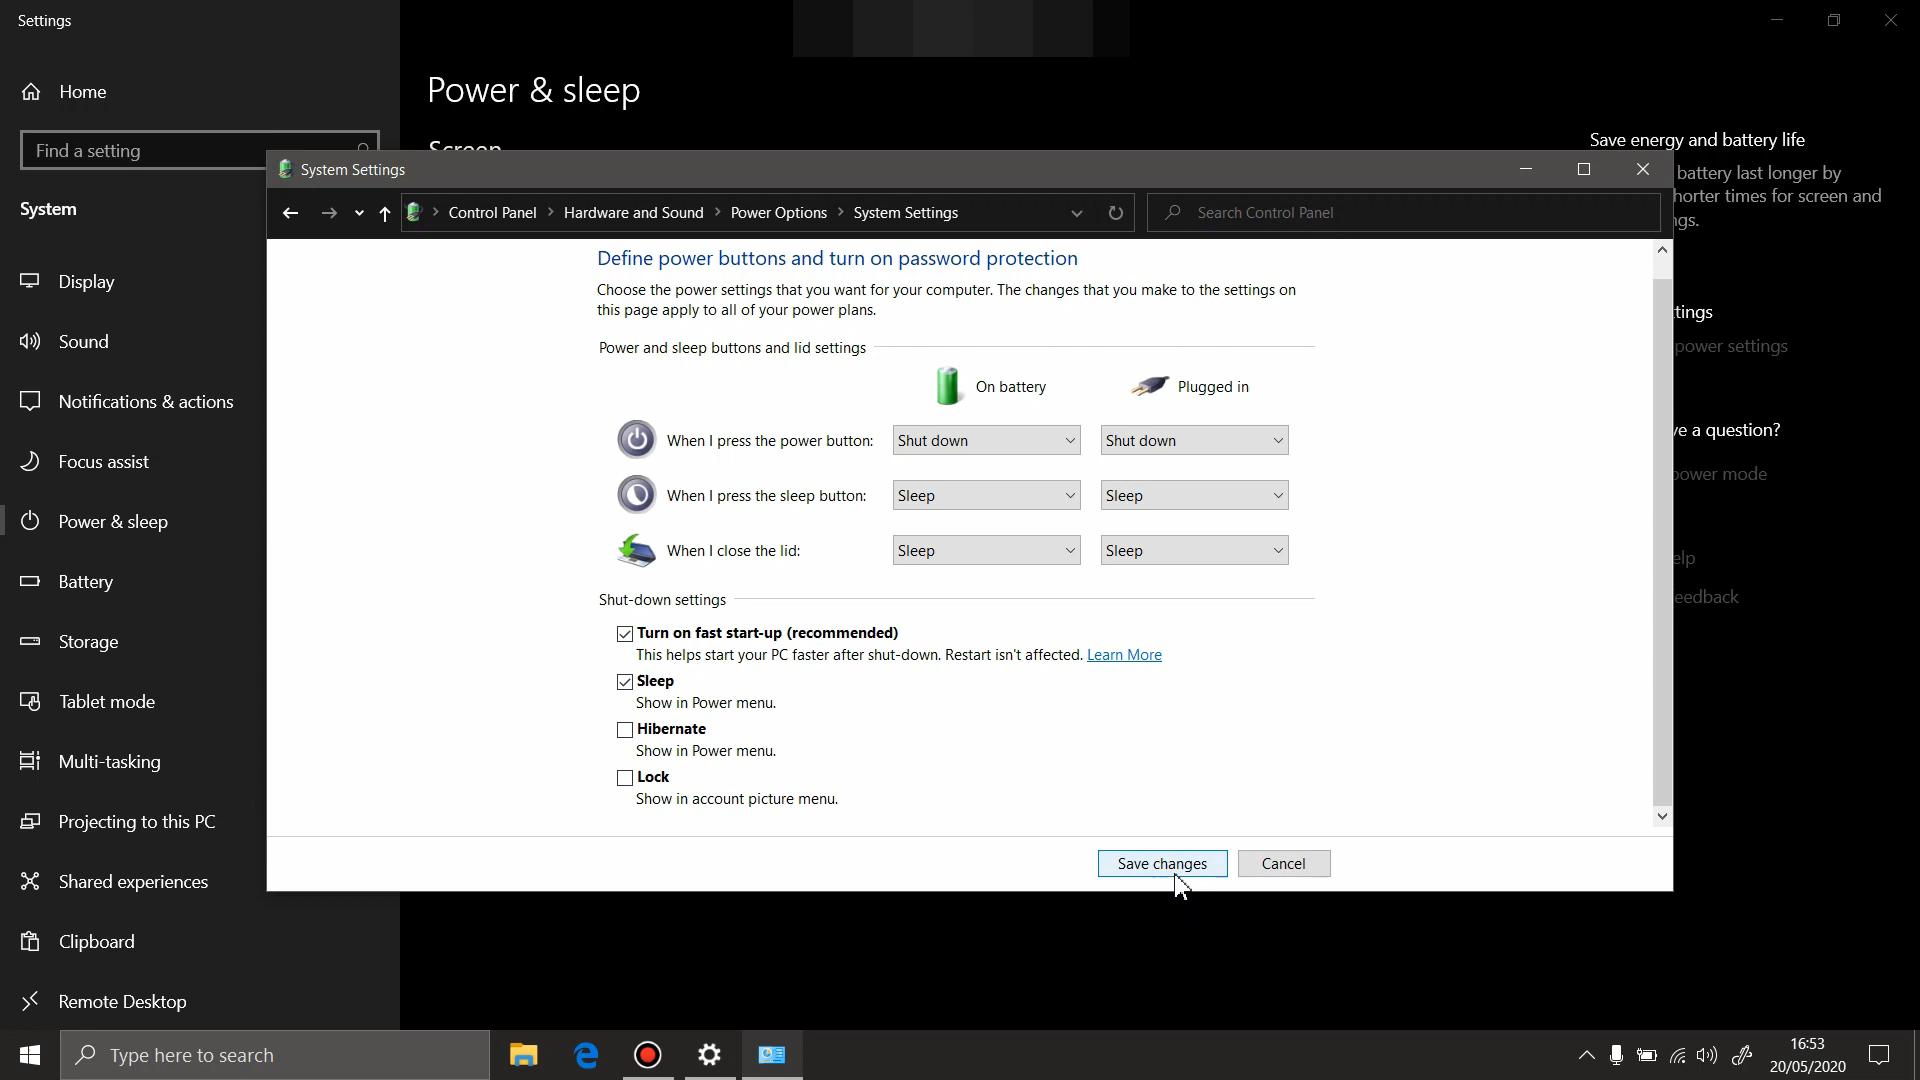 Settings
Home
Find a setting
System
Display
Sound
Notifications & actions
Focus assist
Power & sleep
Battery
Storage
Tablet mode
Multi-tasking
Projecting to this PC
Shared experiences
Clipboard
Remote Desktop
Power & sleep
Screen
Save energy and battery life
battery last longer by
horter times for screen and
ngs.
tings
power settings
ve a question?
power mode
elp
eedback
System Settings
Control Panel
Hardware and Sound
Power Options
System Settings
Search Control Panel
Define power buttons and turn on password protection
Choose the power settings that you want for your computer. The changes that you make to the settings on
this page apply to all of your power plans.
Power and sleep buttons and lid settings
On battery
Plugged in
When I press the power button:
Shut down
Shut down
When I press the sleep button:
Sleep
Sleep
When I close the lid:
Sleep
Sleep
Shut-down settings
Turn on fast start-up (recommended)
This helps start your PC faster after shut-down. Restart isn't affected. Learn More
Sleep
Show in Power menu.
Hibernate
Show in Power menu.
Lock
Show in account picture menu.
Save changes
Cancel
Type here to search
16:53
20/05/2020